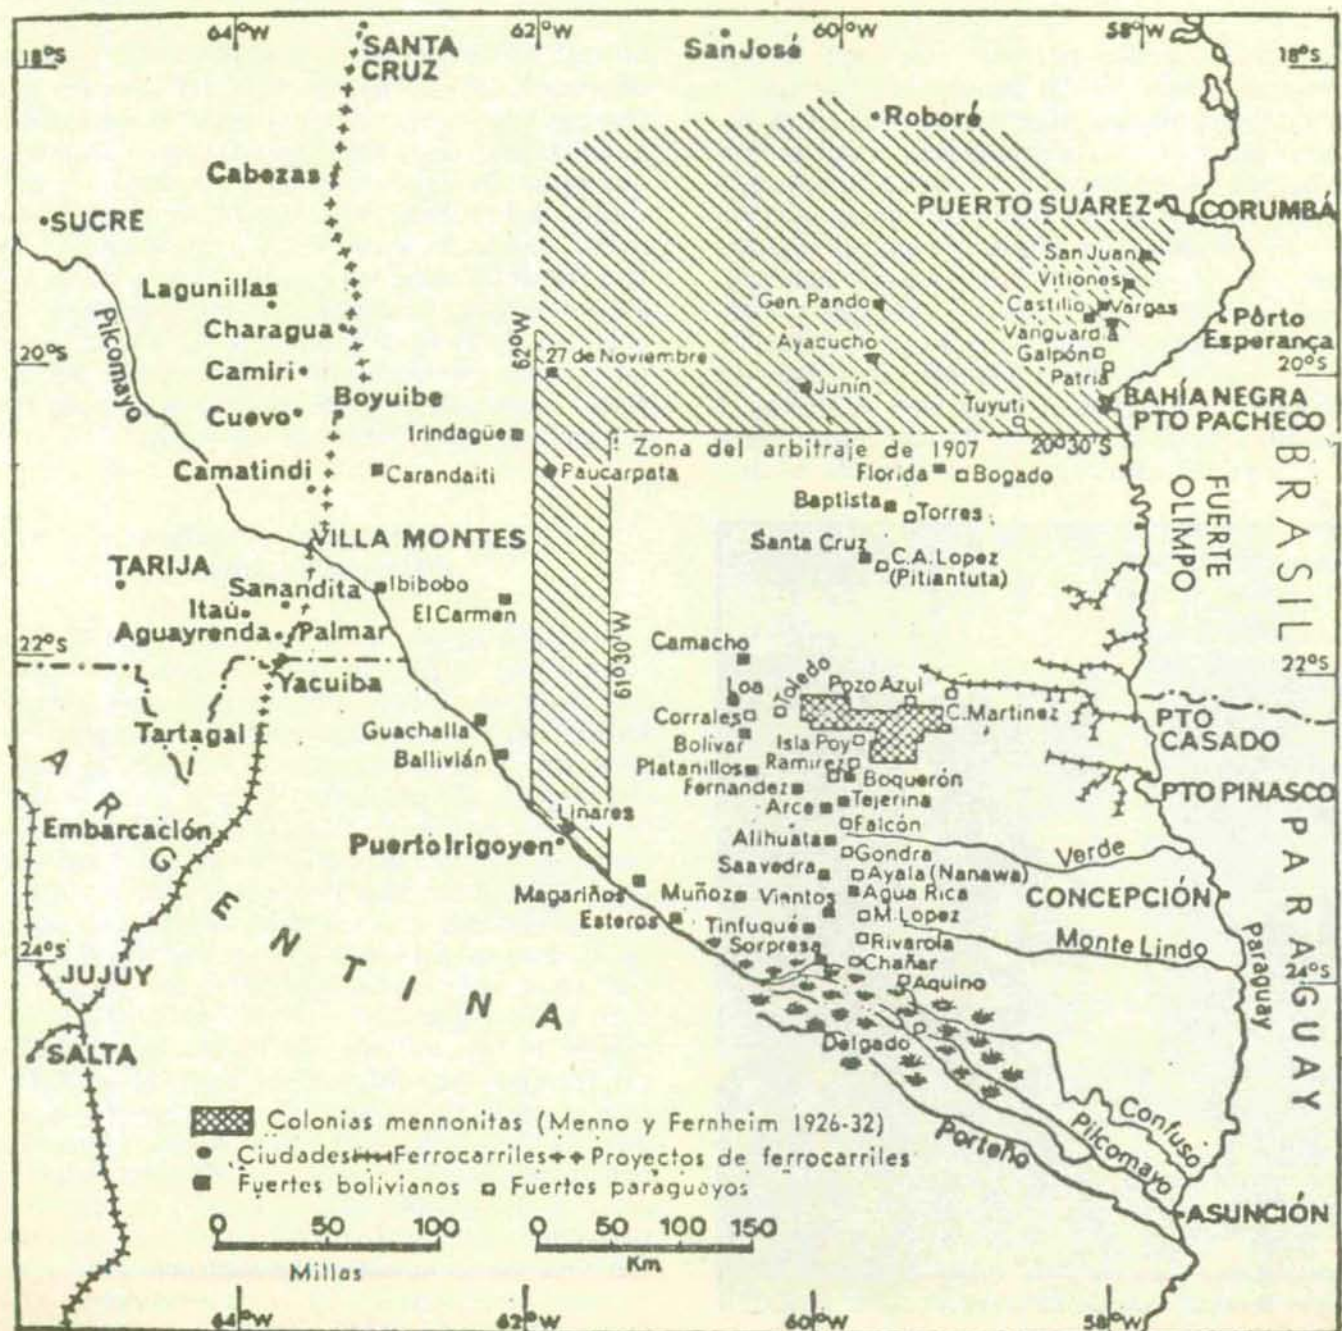 64°W
62°W
60°W
58°W
SANTA
CRUZ
San José
18°S
18°S
Roboré
Cabezas
PUERTO SUÁREZ
CORUMBÁ
SUCRE
San Juan
Vitiones
Lagunillas
Gen. Pando
Castillo
Vargas
Pilcomayo
Charagua
Vanguard
Pôrto
Esperança
Ayacucho
Galpón
20°S
62°W
27 de Noviembre
20°S
Camiri
Junín
Patria
Boyuibe
BAHÍA NEGRA
PTO PACHECO
Cuevo
Tuyuti
Irindagüe
Zona del arbitraje de 1907
20°30'S
Camatindi
Carandaiti
Paucarpata
Florida
Bogado
BRASIL
FUERTE
OLIMPO
Baptista
Torres
VILLA MONTES
Santa Cruz
C.A. Lopez
(Pitiantuta)
TARIJA
Sanandita
Ibibobo
Itaú
El Carmen
Aguayrenda
Palmar
61°30'W
22°S
Camacho
22°S
Yacuiba
Loa
Toledo
Pozo Azul
Tartagal
Guachalla
Corrales
C. Martinez
PTO
CASADO
Bolívar
Isla Poy
Ballivián
Platanillos
Ramirez
Boquerón
PTO PINASCO
Fernandez
Tejerina
Linares
Arce
Falcón
Embarcación
Puerto Irigoyen
Alihuata
Verde
Gondra
Saavedra
Ayala (Nanawa)
Magariños
Muñoz
Vientos
Agua Rica
CONCEPCIÓN
Esteros
Tinfuqué
M. Lopez
Monte Lindo
Sorpresa
Rivarola
24°S
Chañar
24°S
JUJUY
Aquino
Paraguay
PARAGUAY
ARGENTINA
SALTA
Delgado
Confuso
Pilcomayo
Porteño
ASUNCIÓN
Colonias mennonitas (Menno y Fernheim 1926-32)
Ciudades Ferrocarriles Proyectos de ferrocarriles
Fuertes bolivianos Fuertes paraguayos
0 50 100 0 50 100 150
Millas Km
64°W
62°W
60°W
58°W